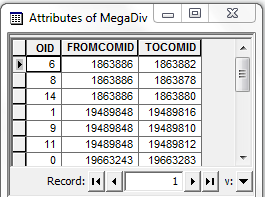 Attributes of MegaDiv
OID FROMCOMID TOCOMID
6 1863886 1863882
8 1863886 1863878
14 1863886 1863880
1 19489848 19489816
9 19489848 19489810
11 19489848 19489812
0 19663243 19663283
Record: 1 v: